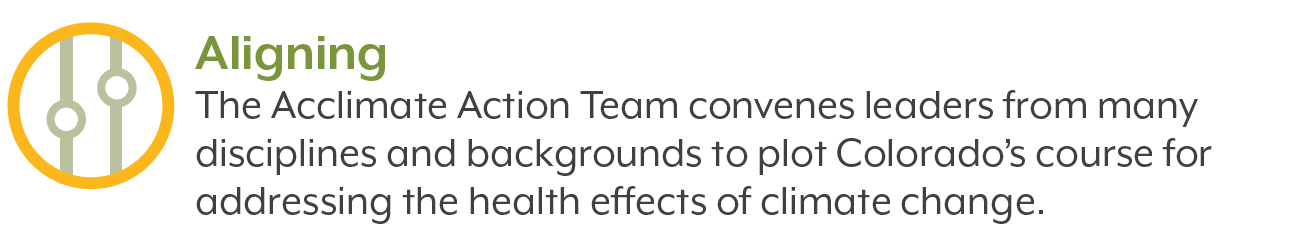 Aligning
The Acclimate Action Team convenes leaders from many
disciplines and backgrounds to plot Colorado’s course for
addressing the health effects of climate change.